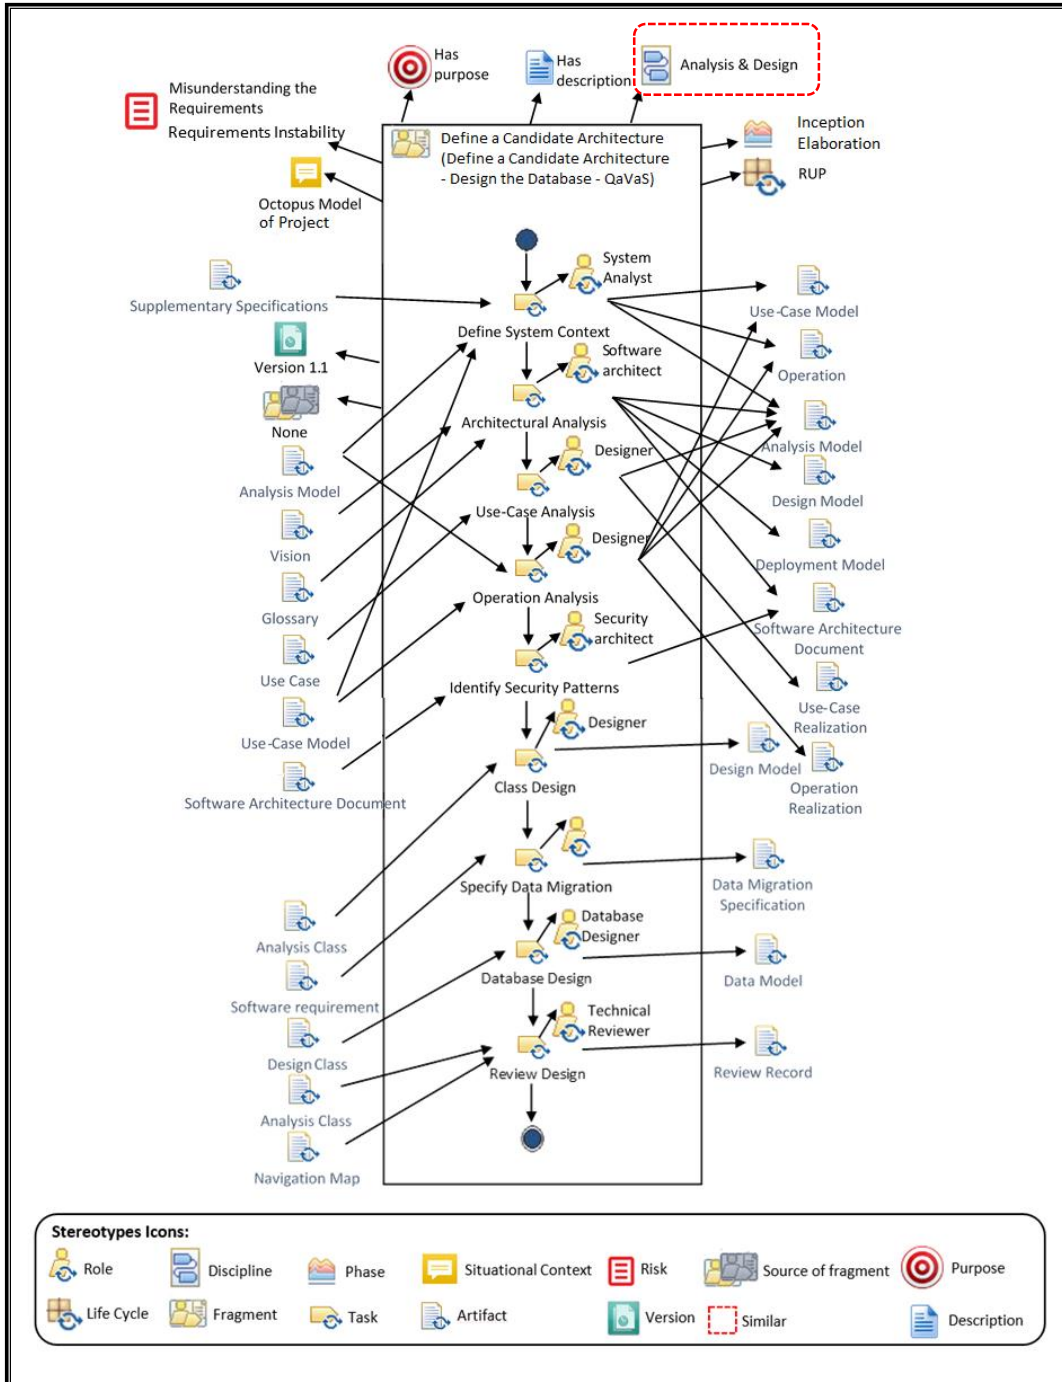 Has
purpose
Has
description
Analysis & Design
Misunderstanding the
Requirements
Requirements Instability
Define a Candidate Architecture
(Define a Candidate Architecture
- Design the Database - QaVaS)
Inception
Elaboration
RUP
Octopus Model
of Project
System
Analyst
Supplementary Specifications
Use-Case Model
Define System Context
Version 1.1
Software
architect
Operation
None
Architectural Analysis
Analysis Model
Designer
Analysis Model
Design Model
Use-Case Analysis
Vision
Designer
Deployment Model
Operation Analysis
Glossary
Security
architect
Software Architecture
Document
Use Case
Identify Security Patterns
Use-Case
Realization
Use-Case Model
Designer
Design Model
Class Design
Operation
Realization
Software Architecture Document
Specify Data Migration
Data Migration
Specification
Analysis Class
Database
Designer
Database Design
Data Model
Software requirement
Technical
Reviewer
Design Class
Review Design
Review Record
Analysis Class
Navigation Map
Stereotypes Icons:
Role
Discipline
Phase
Situational Context
Risk
Source of fragment
Purpose
Life Cycle
Fragment
Task
Artifact
Version
Similar
Description